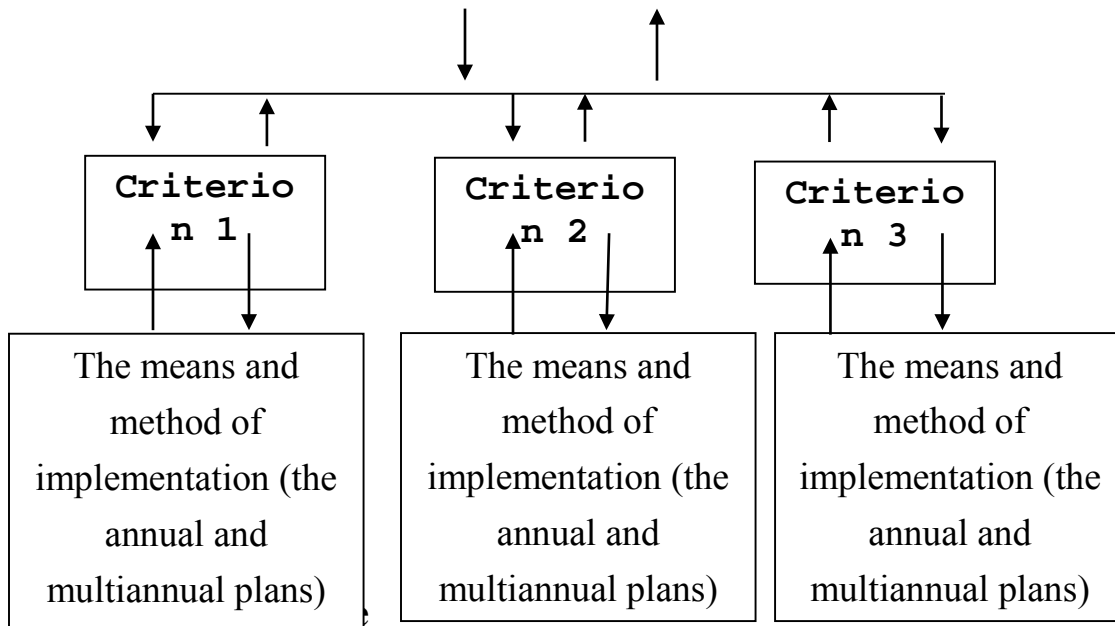 Criterio
n 1
Criterio
n 2
Criterio
n 3
The means and
method of
implementation (the
annual and
multiannual plans)
The means and
method of
implementation (the
annual and
multiannual plans)
The means and
method of
implementation (the
annual and
multiannual plans)